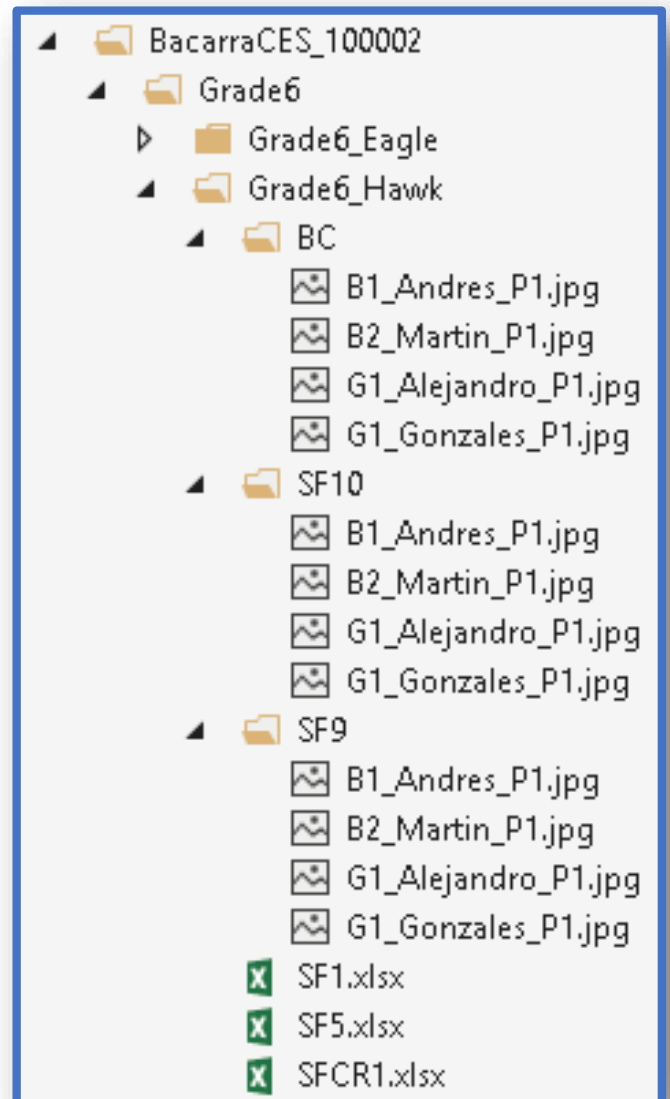 BacarraCES_100002
Grade6
Grade6_Eagle
Grade6_Hawk
BC
B1_Andres_P1.jpg
B2_Martin_P1.jpg
G1_Alejandro_P1.jpg
G1_Gonzales_P1.jpg
SF10
B1_Andres_P1.jpg
B2_Martin_P1.jpg
G1_Alejandro_P1.jpg
G1_Gonzales_P1.jpg
SF9
B1_Andres_P1.jpg
B2_Martin_P1.jpg
G1_Alejandro_P1.jpg
G1_Gonzales_P1.jpg
SF1.xlsx
SF5.xlsx
SFCR1.xlsx